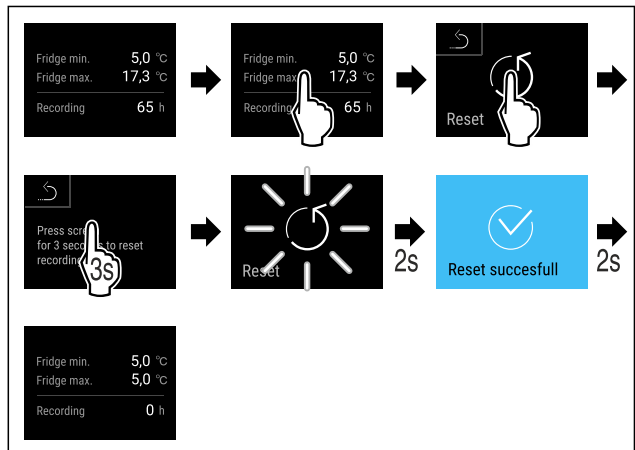 Fridge min. 5,0 °C
Fridge max. 17,3 °C
Recording 65 h
Fridge min. 5,0 °C
Fridge max 17,3 °C
Recording 65 h
Reset
Press scre
for 3 seco s to reset
recording
3s
Reset
2s
Reset succesfull
2s
Fridge min. 5,0 °C
Fridge max. 5,0 °C
Recording 0 h